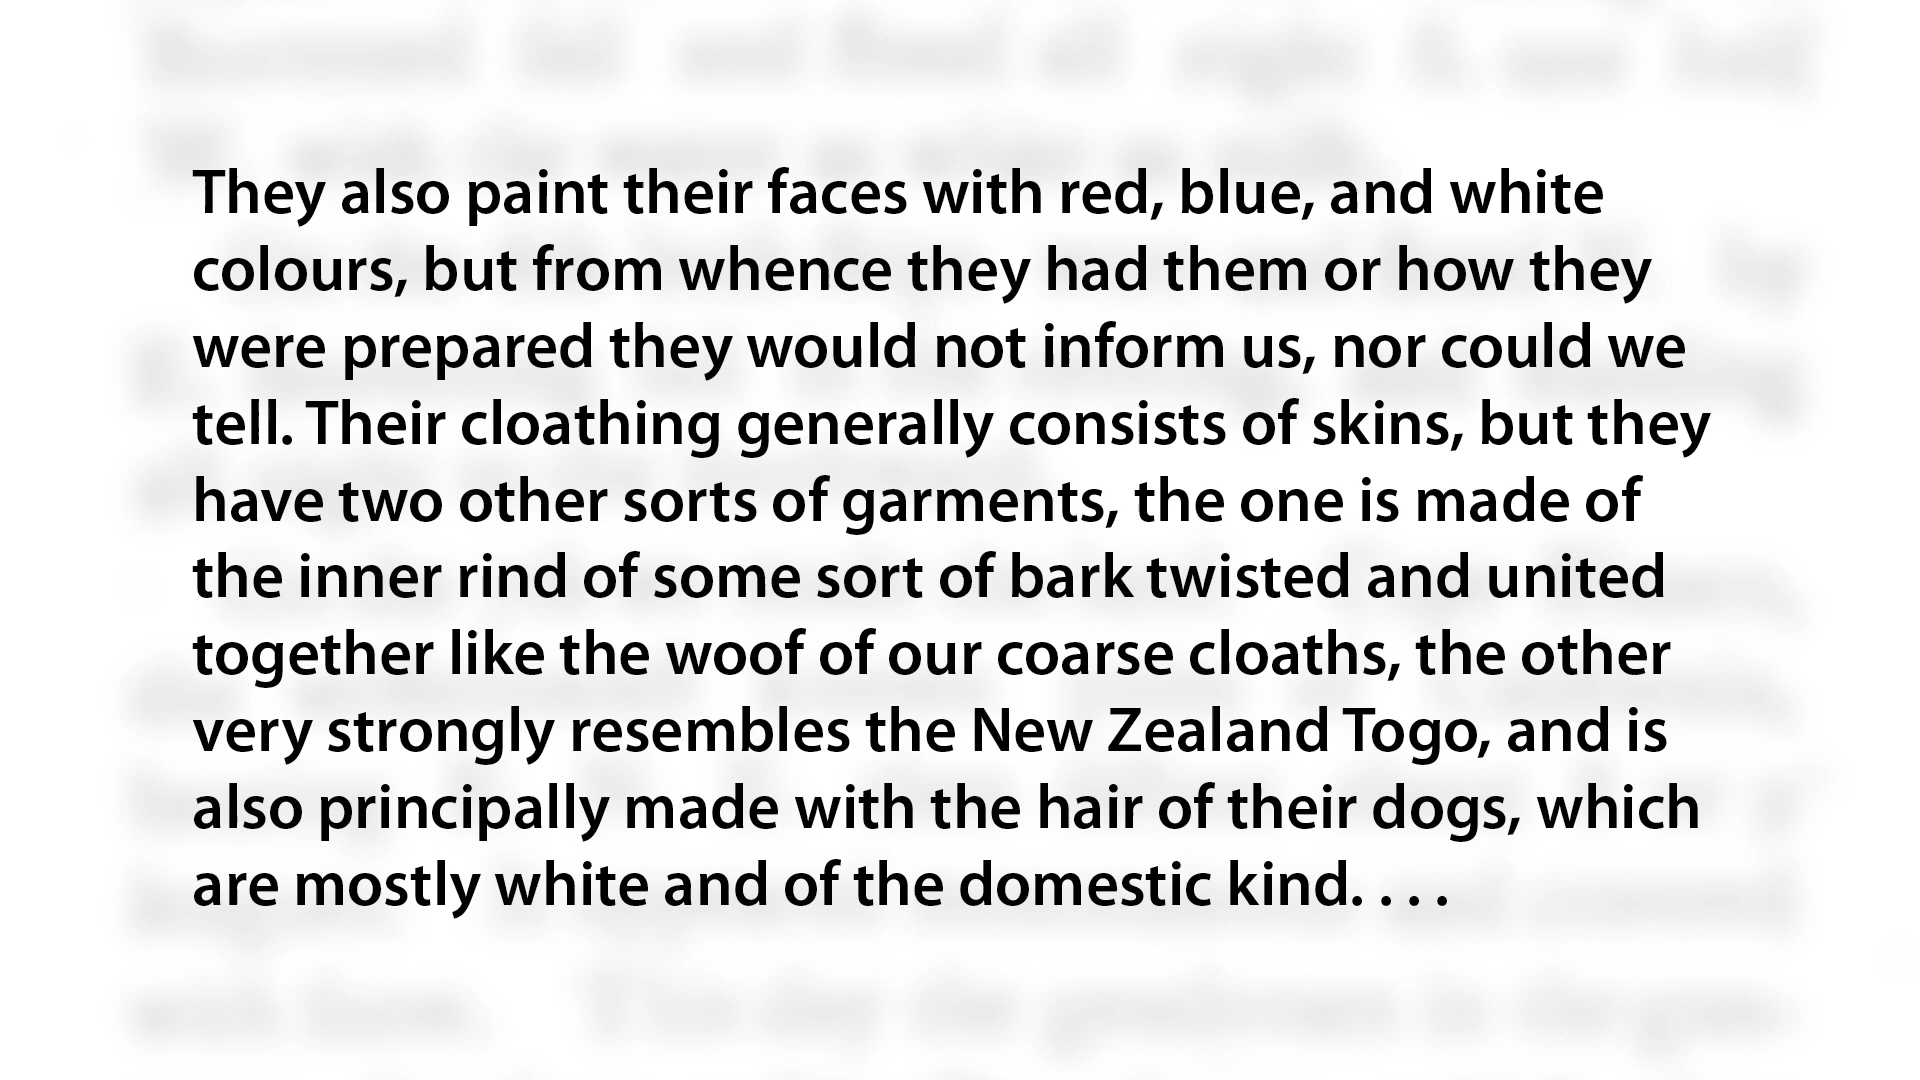 They also paint their faces with red, blue, and white
colours, but from whence they had them or how they
were prepared they would not inform us, nor could we
tell. Their cloathing generally consists of skins, but they
have two other sorts of garments, the one is made of
the inner rind of some sort of bark twisted and united
together like the woof of our coarse cloaths, the other
very strongly resembles the New Zealand Togo, and is
also principally made with the hair of their dogs, which
are mostly white and of the domestic kind. . . .